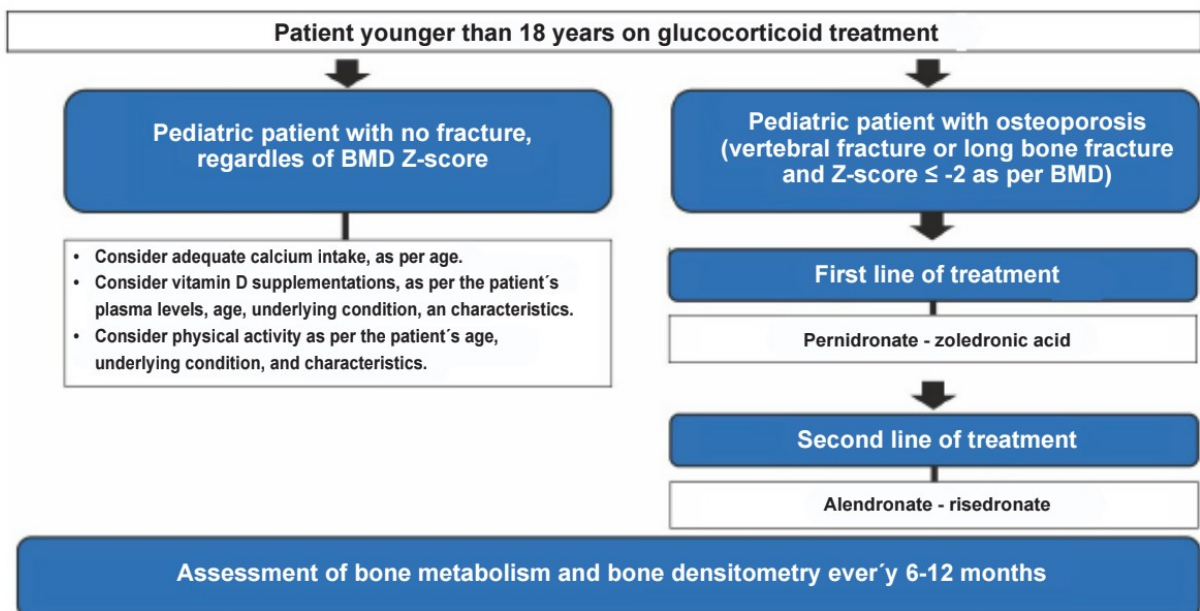 Patient younger than 18 years on glucocorticoid treatment
Pediatric patient with no fracture,
regardles of BMD Z-score
• Consider adequate calcium intake, as per age.
• Consider vitamin D supplementations, as per the patient´s
plasma levels, age, underlying condition, an characteristics.
• Consider physical activity as per the patient´s age,
underlying condition, and characteristics.
Pediatric patient with osteoporosis
(vertebral fracture or long bone fracture
and Z-score ≤ -2 as per BMD)
First line of treatment
Pernidronate - zoledronic acid
Second line of treatment
Alendronate - risedronate
Assessment of bone metabolism and bone densitometry ever´y 6-12 months